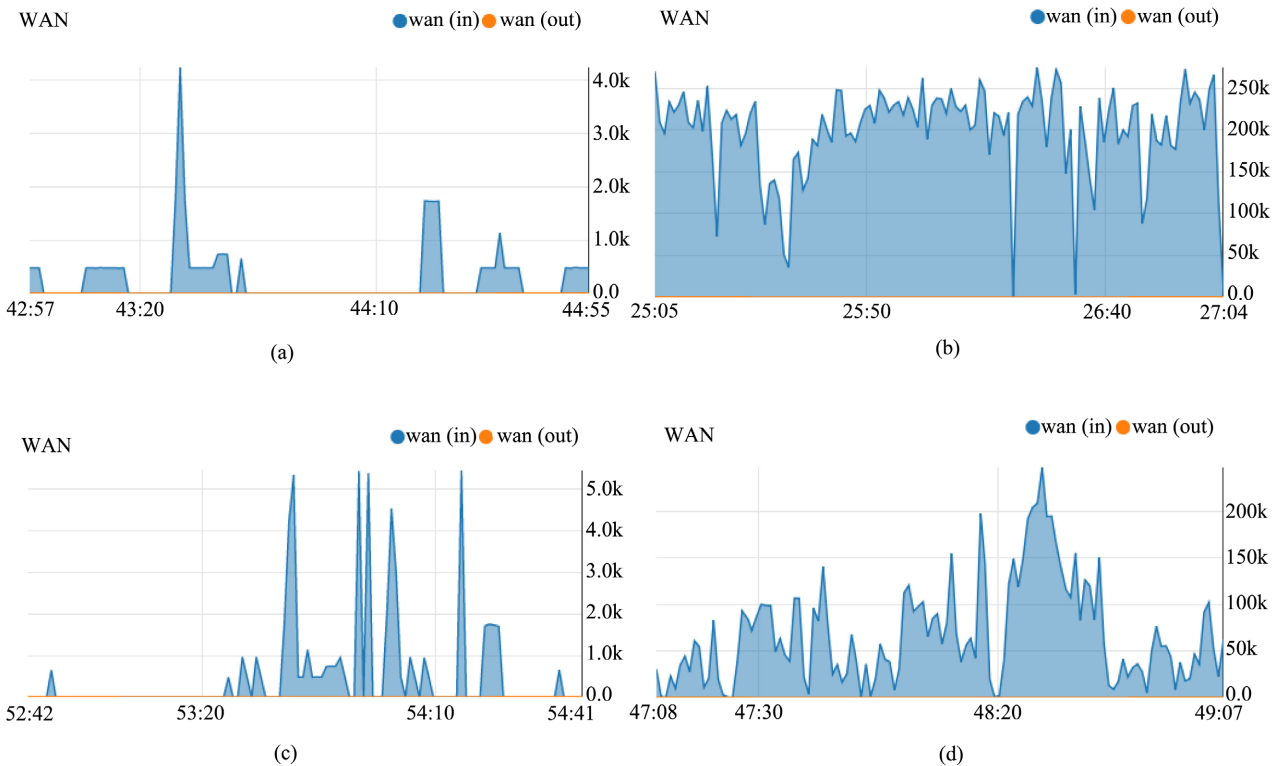 WAN
wan (in) wan (out)
4.0k
3.0k
2.0k
1.0k
0.0
42:57 43:20 44:10 44:55
(a)
WAN
wan (in) wan (out)
250k
200k
150k
100k
50k
0.0
25:05 25:50 26:40 27:04
(b)
WAN
wan (in) wan (out)
5.0k
4.0k
3.0k
2.0k
1.0k
0.0
52:42 53:20 54:10 54:41
(c)
WAN
wan (in) wan (out)
200k
150k
100k
50k
0.0
47:08 47:30 48:20 49:07
(d)